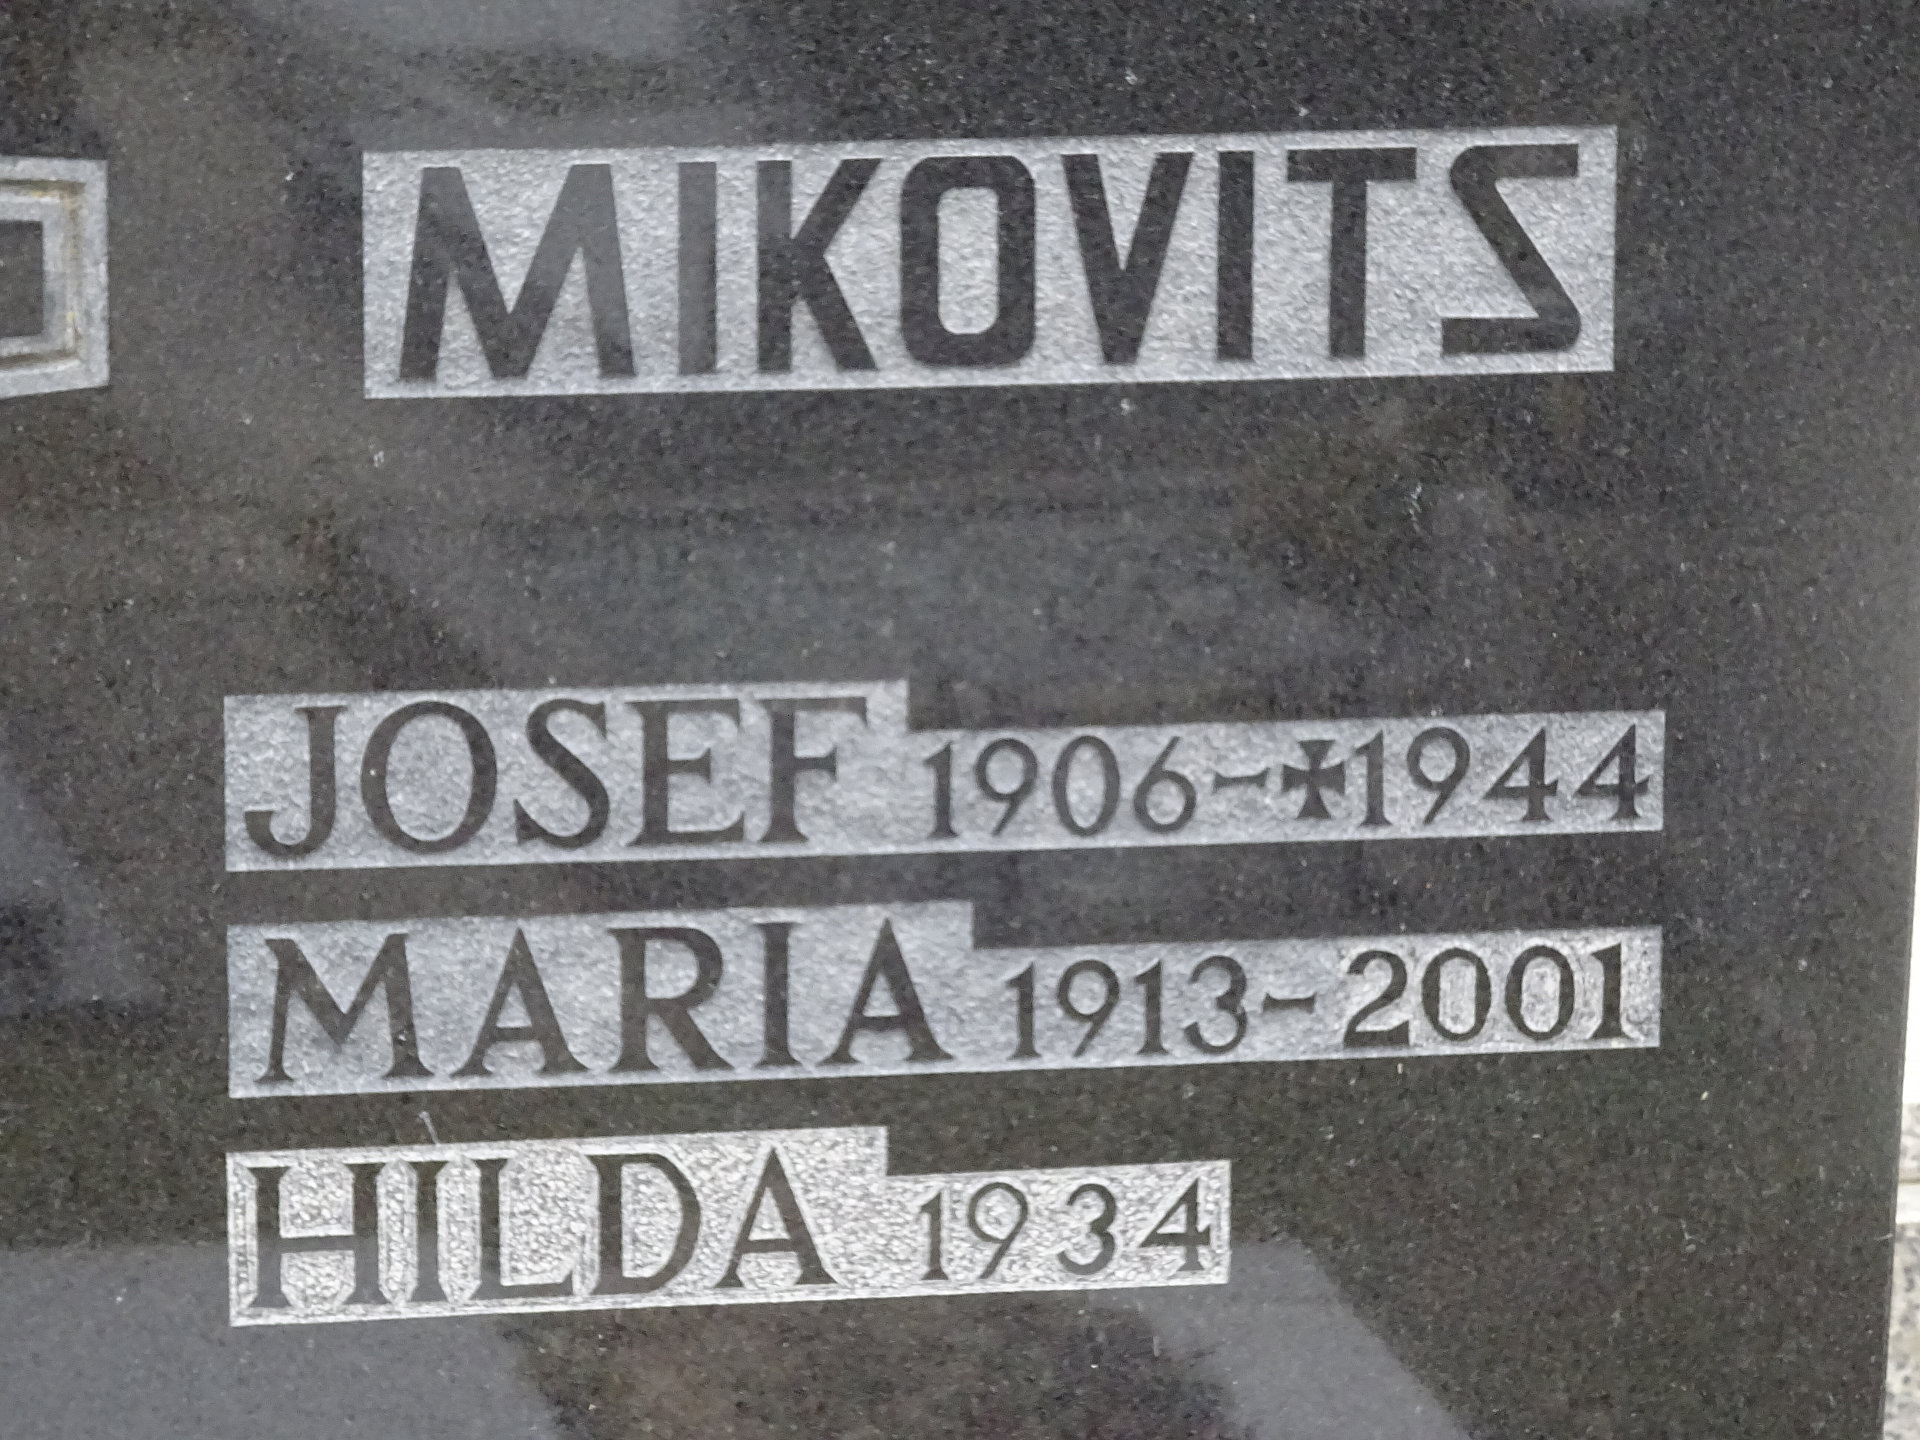 MIKOVITS
JOSEF 1906-✠1944
MARIA 1913-2001
HILDA 1934